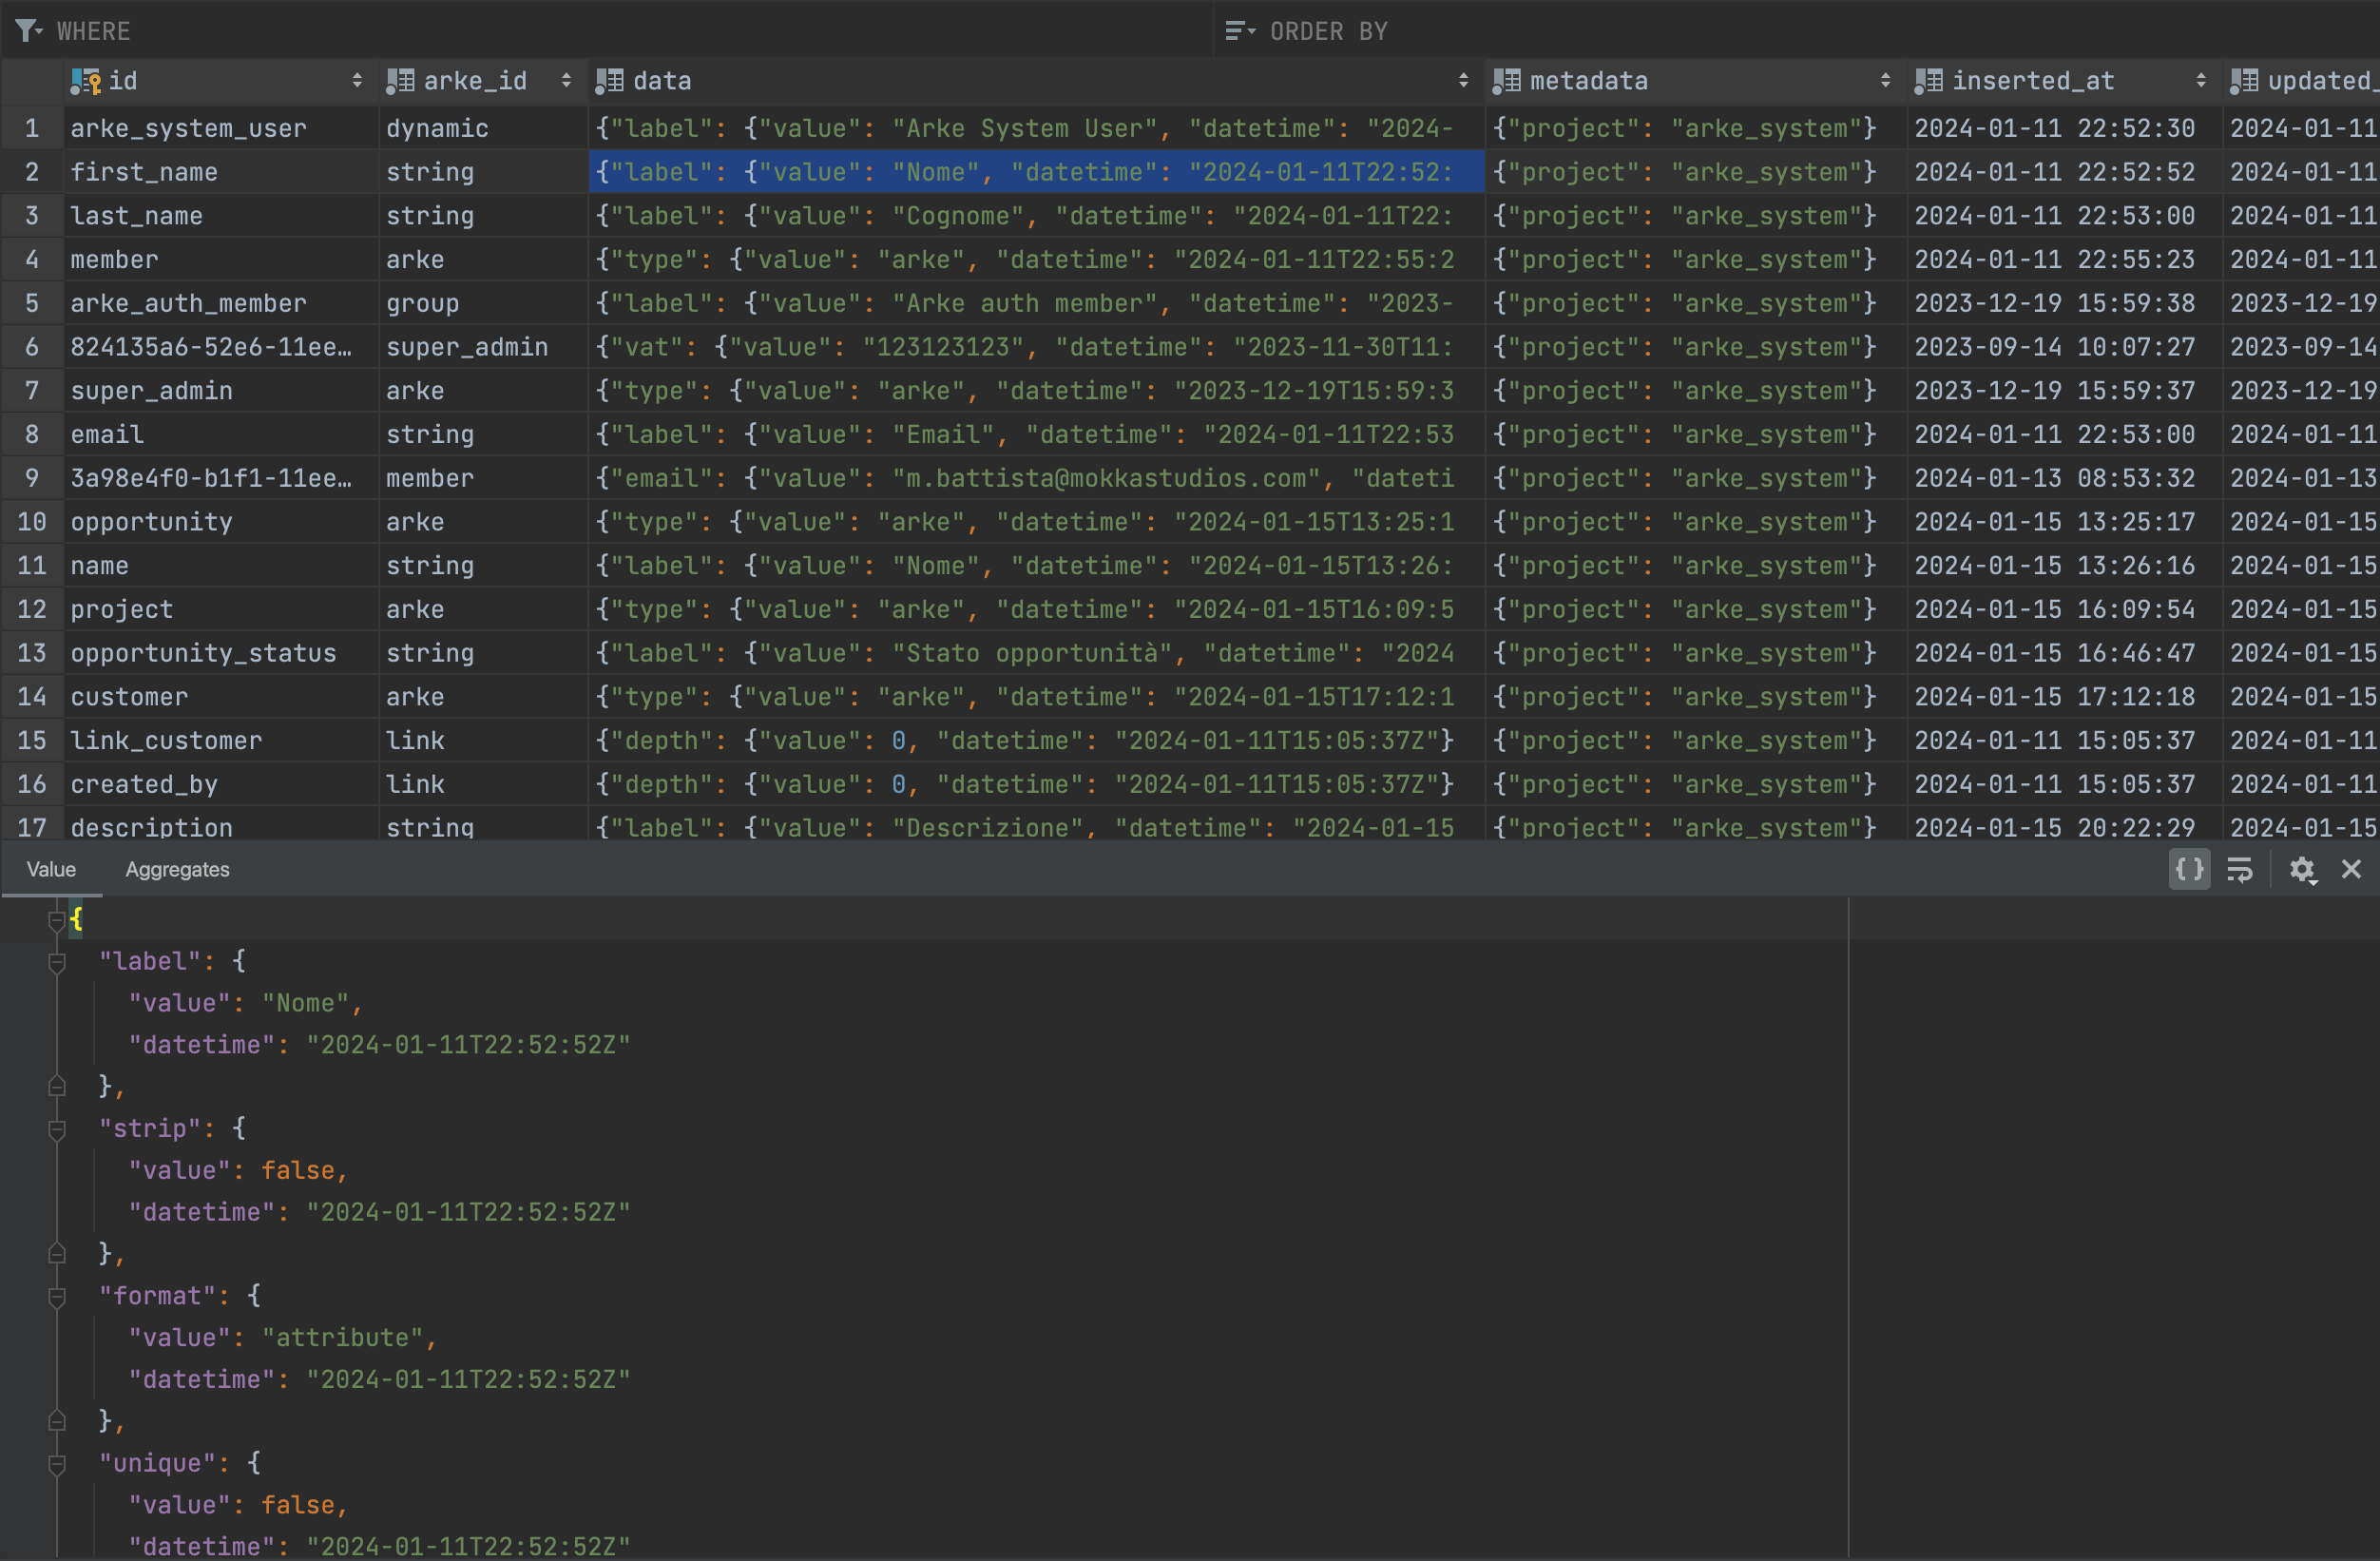 WHERE ORDER BY
id arke_id data metadata inserted_at updated_
1 arke_system_user dynamic {"label": {"value": "Arke System User", "datetime": "2024- {"project": "arke_system"} 2024-01-11 22:52:30 2024-01-11
2 first_name string {"label": {"value": "Nome", "datetime": "2024-01-11T22:52: {"project": "arke_system"} 2024-01-11 22:52:52 2024-01-11
3 last_name string {"label": {"value": "Cognome", "datetime": "2024-01-11T22: {"project": "arke_system"} 2024-01-11 22:53:00 2024-01-11
4 member arke {"type": {"value": "arke", "datetime": "2024-01-11T22:55:2 {"project": "arke_system"} 2024-01-11 22:55:23 2024-01-11
5 arke_auth_member group {"label": {"value": "Arke auth member", "datetime": "2023- {"project": "arke_system"} 2023-12-19 15:59:38 2023-12-19
6 824135a6-52e6-11ee… super_admin {"vat": {"value": "123123123", "datetime": "2023-11-30T11: {"project": "arke_system"} 2023-09-14 10:07:27 2023-09-14
7 super_admin arke {"type": {"value": "arke", "datetime": "2023-12-19T15:59:3 {"project": "arke_system"} 2023-12-19 15:59:37 2023-12-19
8 email string {"label": {"value": "Email", "datetime": "2024-01-11T22:53 {"project": "arke_system"} 2024-01-11 22:53:00 2024-01-11
9 3a98e4f0-b1f1-11ee… member {"email": {"value": "m.battista@mokkastudios.com", "dateti {"project": "arke_system"} 2024-01-13 08:53:32 2024-01-13
10 opportunity arke {"type": {"value": "arke", "datetime": "2024-01-15T13:25:1 {"project": "arke_system"} 2024-01-15 13:25:17 2024-01-15
11 name string {"label": {"value": "Nome", "datetime": "2024-01-15T13:26: {"project": "arke_system"} 2024-01-15 13:26:16 2024-01-15
12 project arke {"type": {"value": "arke", "datetime": "2024-01-15T16:09:5 {"project": "arke_system"} 2024-01-15 16:09:54 2024-01-15
13 opportunity_status string {"label": {"value": "Stato opportunità", "datetime": "2024 {"project": "arke_system"} 2024-01-15 16:46:47 2024-01-15
14 customer arke {"type": {"value": "arke", "datetime": "2024-01-15T17:12:1 {"project": "arke_system"} 2024-01-15 17:12:18 2024-01-15
15 link_customer link {"depth": {"value": 0, "datetime": "2024-01-11T15:05:37Z"} {"project": "arke_system"} 2024-01-11 15:05:37 2024-01-11
16 created_by link {"depth": {"value": 0, "datetime": "2024-01-11T15:05:37Z"} {"project": "arke_system"} 2024-01-11 15:05:37 2024-01-11
17 description string {"label": {"value": "Descrizione", "datetime": "2024-01-15 {"project": "arke_system"} 2024-01-15 20:22:29 2024-01-15
Value Aggregates
{
"label": {
"value": "Nome",
"datetime": "2024-01-11T22:52:52Z"
},
"strip": {
"value": false,
"datetime": "2024-01-11T22:52:52Z"
},
"format": {
"value": "attribute",
"datetime": "2024-01-11T22:52:52Z"
},
"unique": {
"value": false,
"datetime": "2024-01-11T22:52:52Z"